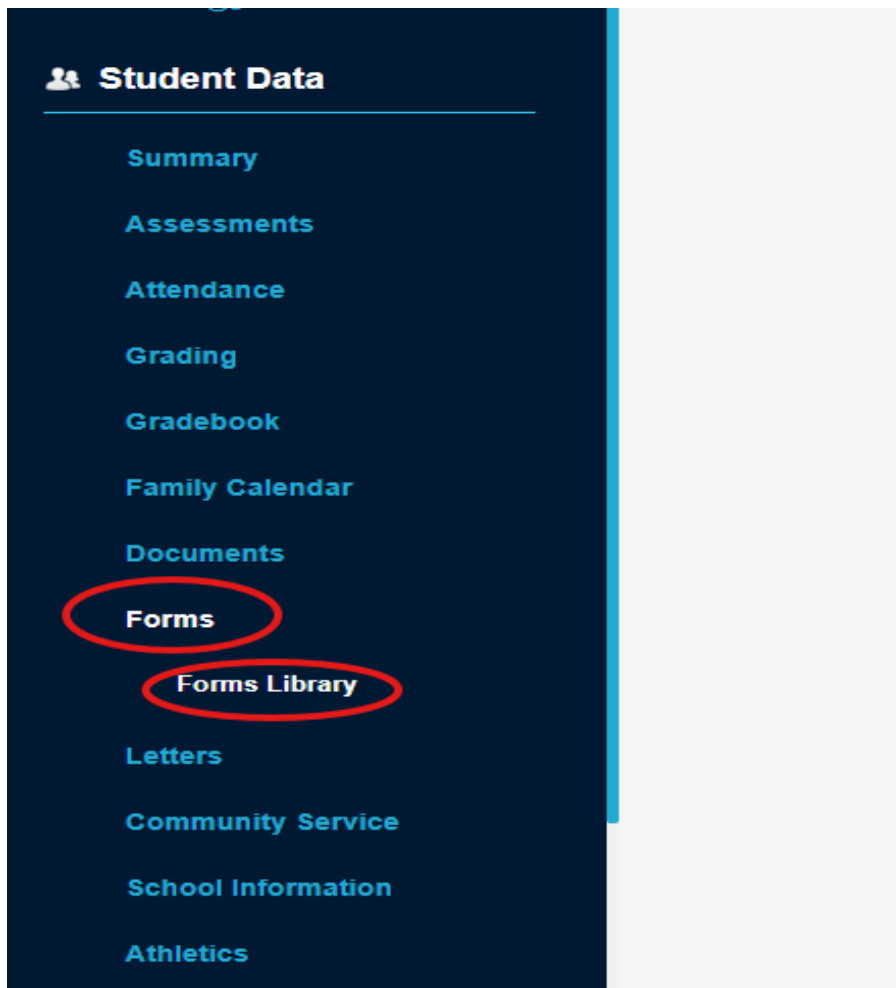 Student Data
Summary
Assessments
Attendance
Grading
Gradebook
Family Calendar
Documents
Forms
Forms Library
Letters
Community Service
School Information
Athletics